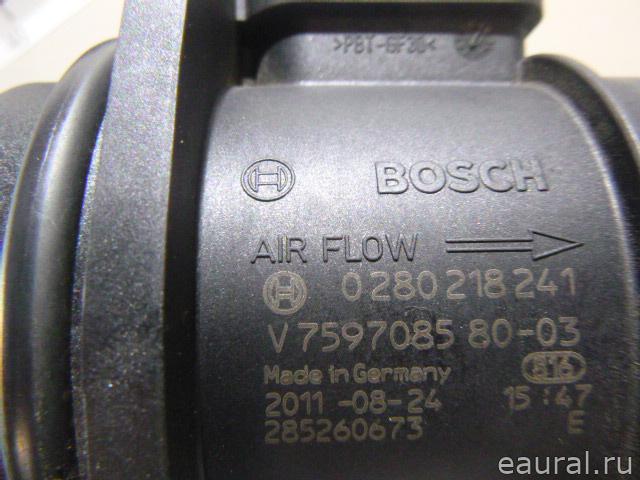 >PBT-GF30<
BOSCH
AIR FLOW
0 280 218 241
V 7597085 80-03
Made in Germany 816
2011 -08-24 15:47
285260673 E
eaural.ru